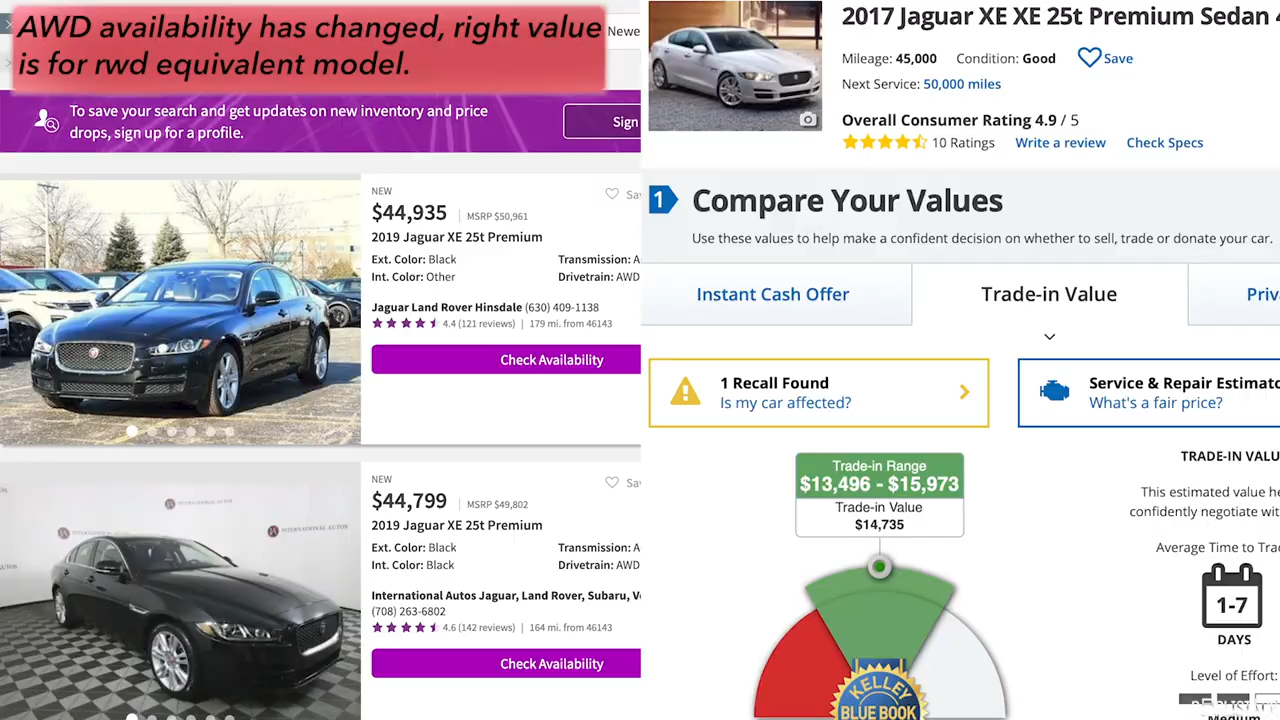 AWD availability has changed, right value
is for rwd equivalent model.
Newe
To save your search and get updates on new inventory and price
drops, sign up for a profile.
Sign
NEW
Sav
$44,935 | MSRP $50,961
2019 Jaguar XE 25t Premium
Ext. Color: Black
Transmission: A
Int. Color: Other
Drivetrain: AWD
Jaguar Land Rover Hinsdale (630) 409-1138
4.4 (121 reviews) | 179 mi. from 46143
Check Availability
NEW
Sav
$44,799 | MSRP $49,802
2019 Jaguar XE 25t Premium
Ext. Color: Black
Transmission: A
Int. Color: Black
Drivetrain: AWD
International Autos Jaguar, Land Rover, Subaru, V
(708) 263-6802
4.6 (142 reviews) | 164 mi. from 46143
Check Availability
INTERNATIONAL AUTOS
INTERNATIONAL AUTOS
2017 Jaguar XE XE 25t Premium Sedan 4
Mileage: 45,000 Condition: Good Save
Next Service: 50,000 miles
Overall Consumer Rating 4.9 / 5
10 Ratings Write a review Check Specs
1 Compare Your Values
Use these values to help make a confident decision on whether to sell, trade or donate your car.
Instant Cash Offer
Trade-in Value
Priv
1 Recall Found
Is my car affected?
Service & Repair Estimato
What's a fair price?
Trade-in Range
$13,496 - $15,973
Trade-in Value
$14,735
KELLEY
BLUE BOOK
TRADE-IN VALU
This estimated value he
confidently negotiate wit
Average Time to Trad
1-7
DAYS
Level of Effort:
Medium